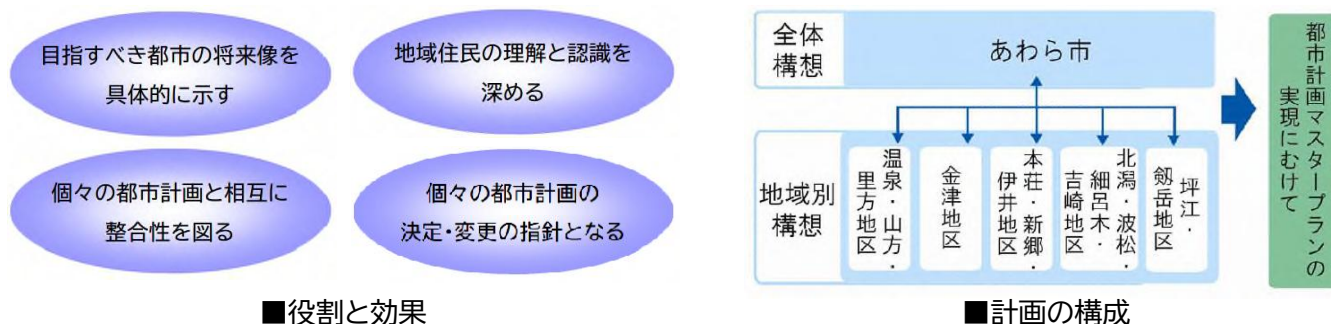 目指すべき都市の将来像を
具体的に示す
地域住民の理解と認識を
深める
個々の都市計画と相互に
整合性を図る
個々の都市計画の
決定・変更の指針となる
■役割と効果
全体
構想
あわら市
地域別
構想
温泉・山方・
里方地区
金津地区
本荘・新郷・
伊井地区
北潟・波松・
細呂木・
吉崎地区
坪江・
剱岳地区
都市計画マスタープランの
実現にむけて
■計画の構成